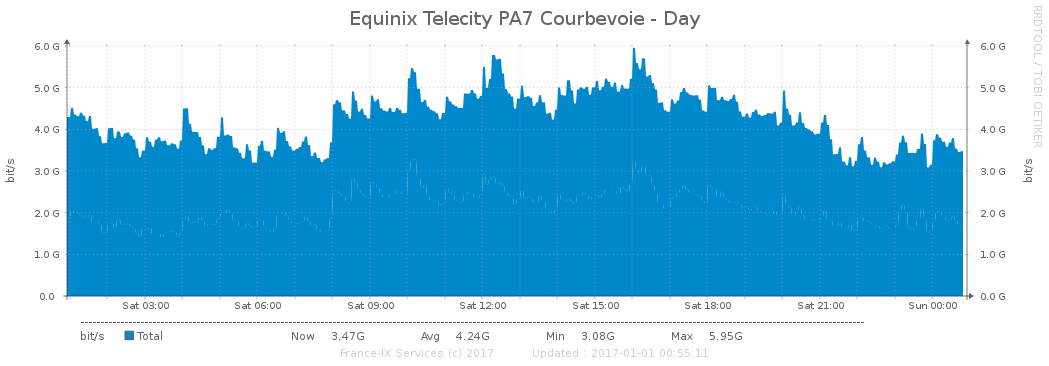 Equinix Telecity PA7 Courbevoie - Day
RRDTOOL / TOBI OETIKER
6.0 G 6.0 G
5.0 G 5.0 G
4.0 G 4.0 G
3.0 G 3.0 G
2.0 G 2.0 G
1.0 G 1.0 G
0.0 0.0 G
bit/s bit/s
Sat 03:00 Sat 06:00 Sat 09:00 Sat 12:00 Sat 15:00 Sat 18:00 Sat 21:00 Sun 00:00
bit/s Total Now 3.47G Avg 4.24G Min 3.08G Max 5.95G
France-IX Services (c) 2017 Updated : 2017-01-01 00:55:11